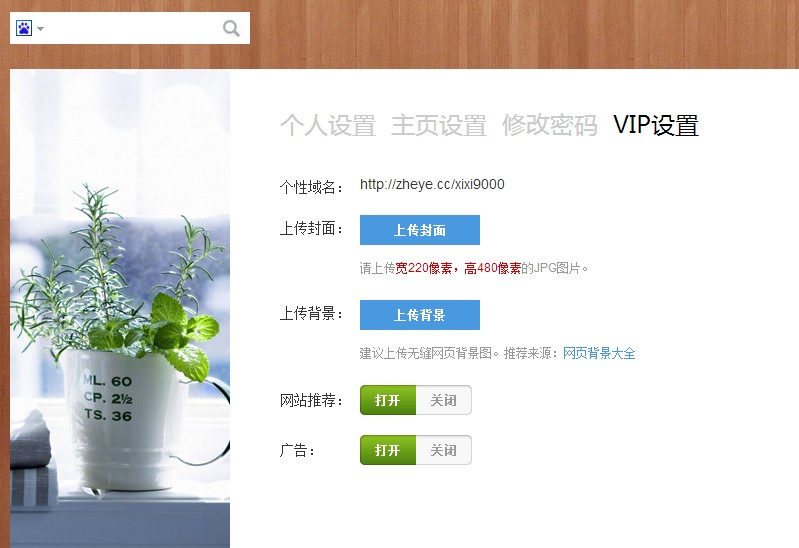 个人设置 主页设置 修改密码 VIP设置
个性域名： http://zheye.cc/xixi9000
上传封面： 上传封面
请上传宽220像素，高480像素的JPG图片。
上传背景： 上传背景
建议上传无缝网页背景图。推荐来源：网页背景大全
网站推荐： 打开 关闭
广告： 打开 关闭
ML. 60
CP. 2½
TS. 36